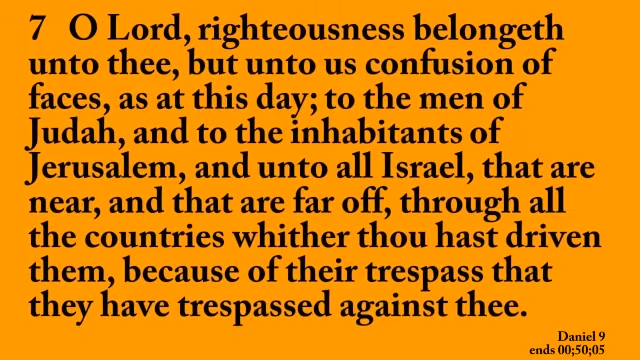 7 O Lord, righteousness belongeth
unto thee, but unto us confusion of
faces, as at this day; to the men of
Judah, and to the inhabitants of
Jerusalem, and unto all Israel, that are
near, and that are far off, through all
the countries whither thou hast driven
them, because of their trespass that
they have trespassed against thee.
Daniel 9
ends 00;50;05